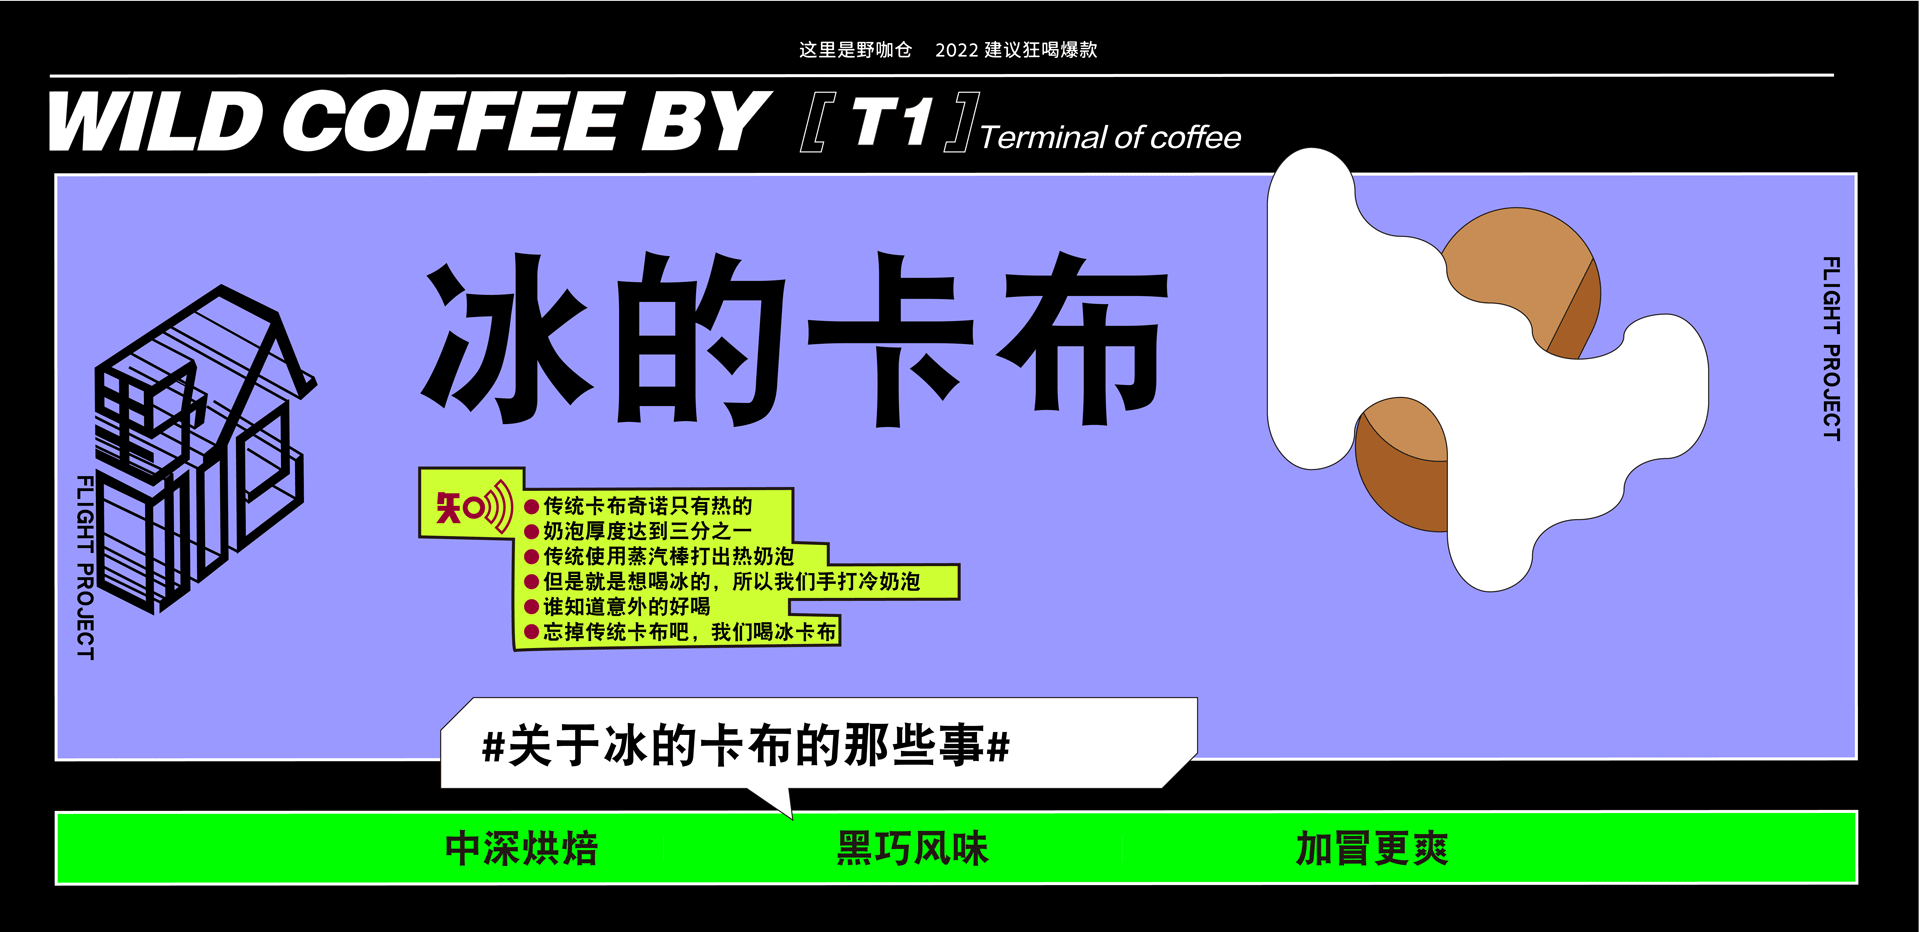 这里是野咖仓 2022 建议狂喝爆款
WILD COFFEE BY [ T1 ] Terminal of coffee
冰的卡布
FLIGHT PROJECT
FLIGHT PROJECT
知
传统卡布奇诺只有热的
奶泡厚度达到三分之一
传统使用蒸汽棒打出热奶泡
但是就是想喝冰的，所以我们手打冷奶泡
谁知道意外的好喝
忘掉传统卡布吧，我们喝冰卡布
#关于冰的卡布的那些事#
中深烘焙 黑巧风味 加冒更爽